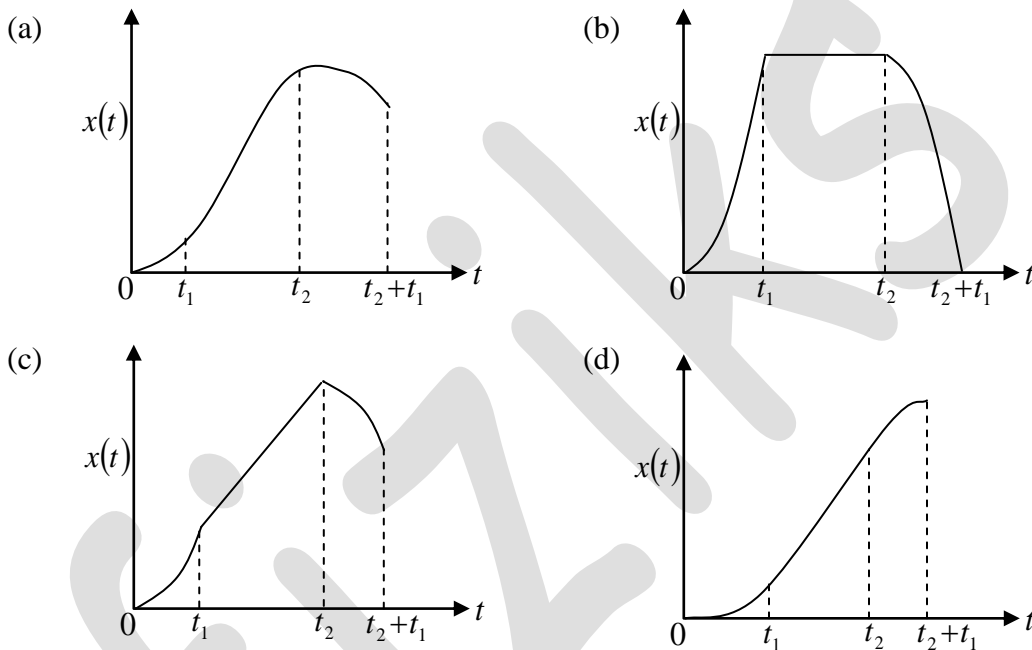 (a)
x(t)
0 t₁ t₂ t₂+t₁ t
(b)
x(t)
0 t₁ t₂ t₂+t₁ t
(c)
x(t)
0 t₁ t₂ t₂+t₁ t
(d)
x(t)
0 t₁ t₂ t₂+t₁ t
fiziks